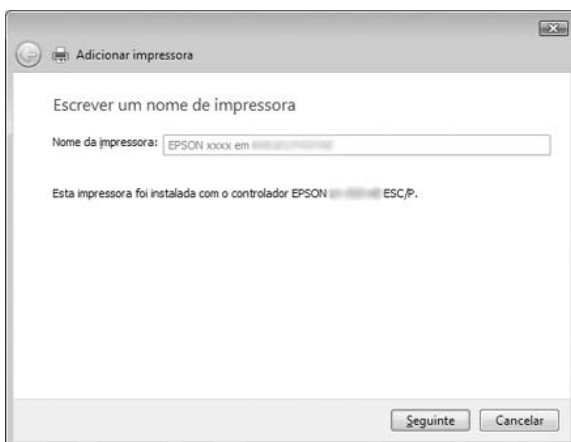 Adicionar impressora
Escrever um nome de impressora
Nome da impressora: EPSON xxxx em
Esta impressora foi instalada com o controlador EPSON ESC/P.
Seguinte Cancelar